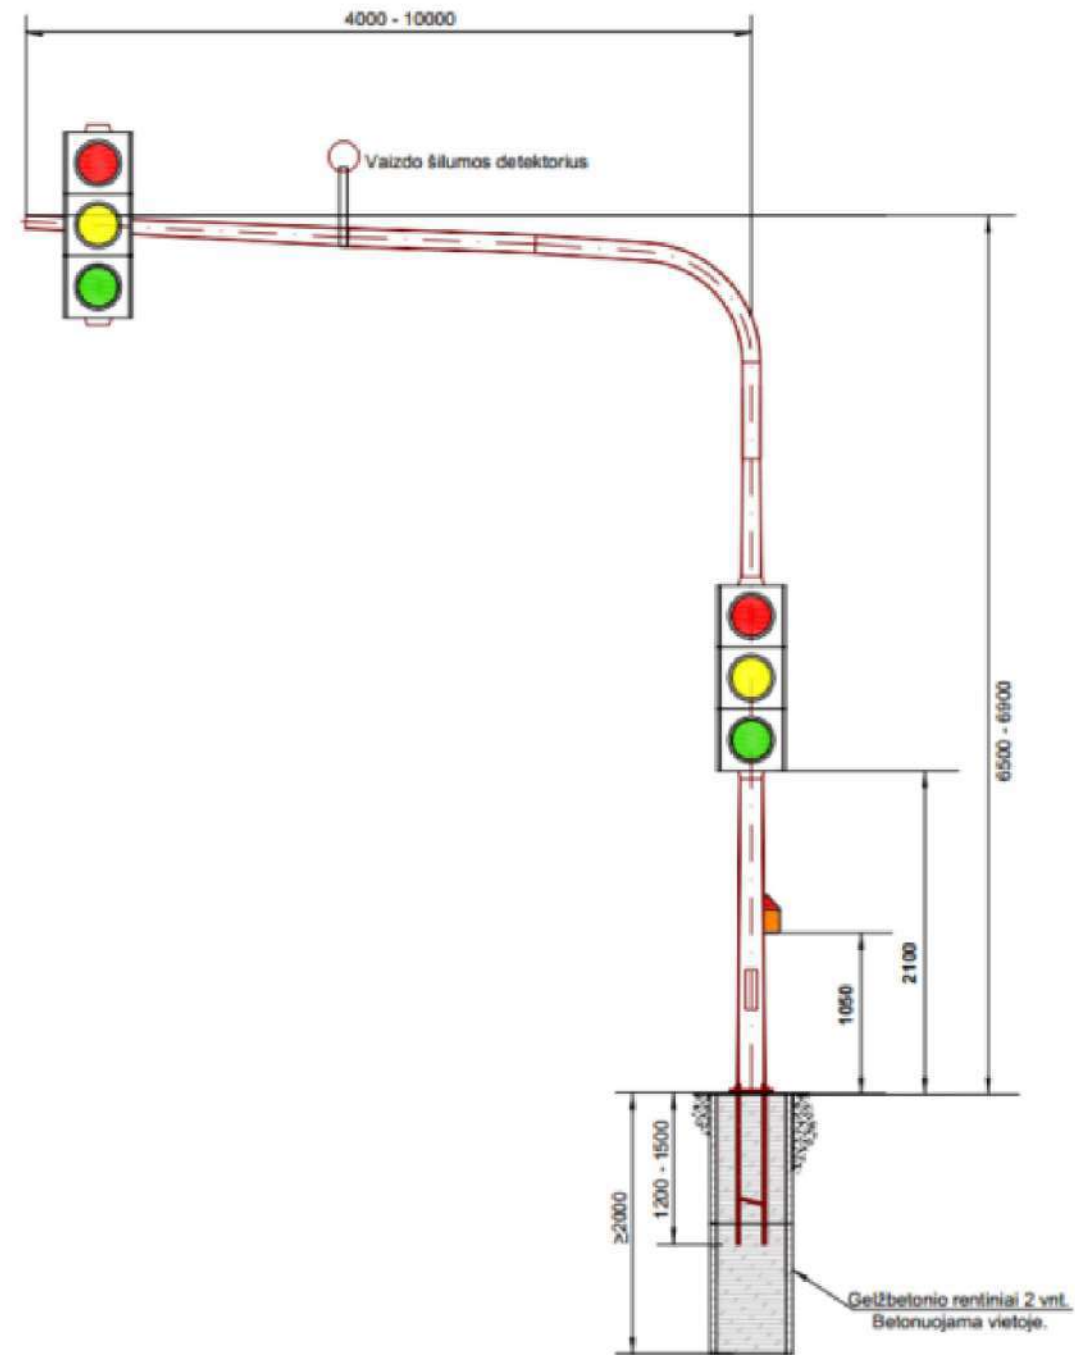 4000 - 10000
Vaizdo šilumos detektorius
6500 - 6900
2100
1050
1200 - 1500
≥2000
Gelžbetonio rentiniai 2 vnt.
Betonuojama vietoje.